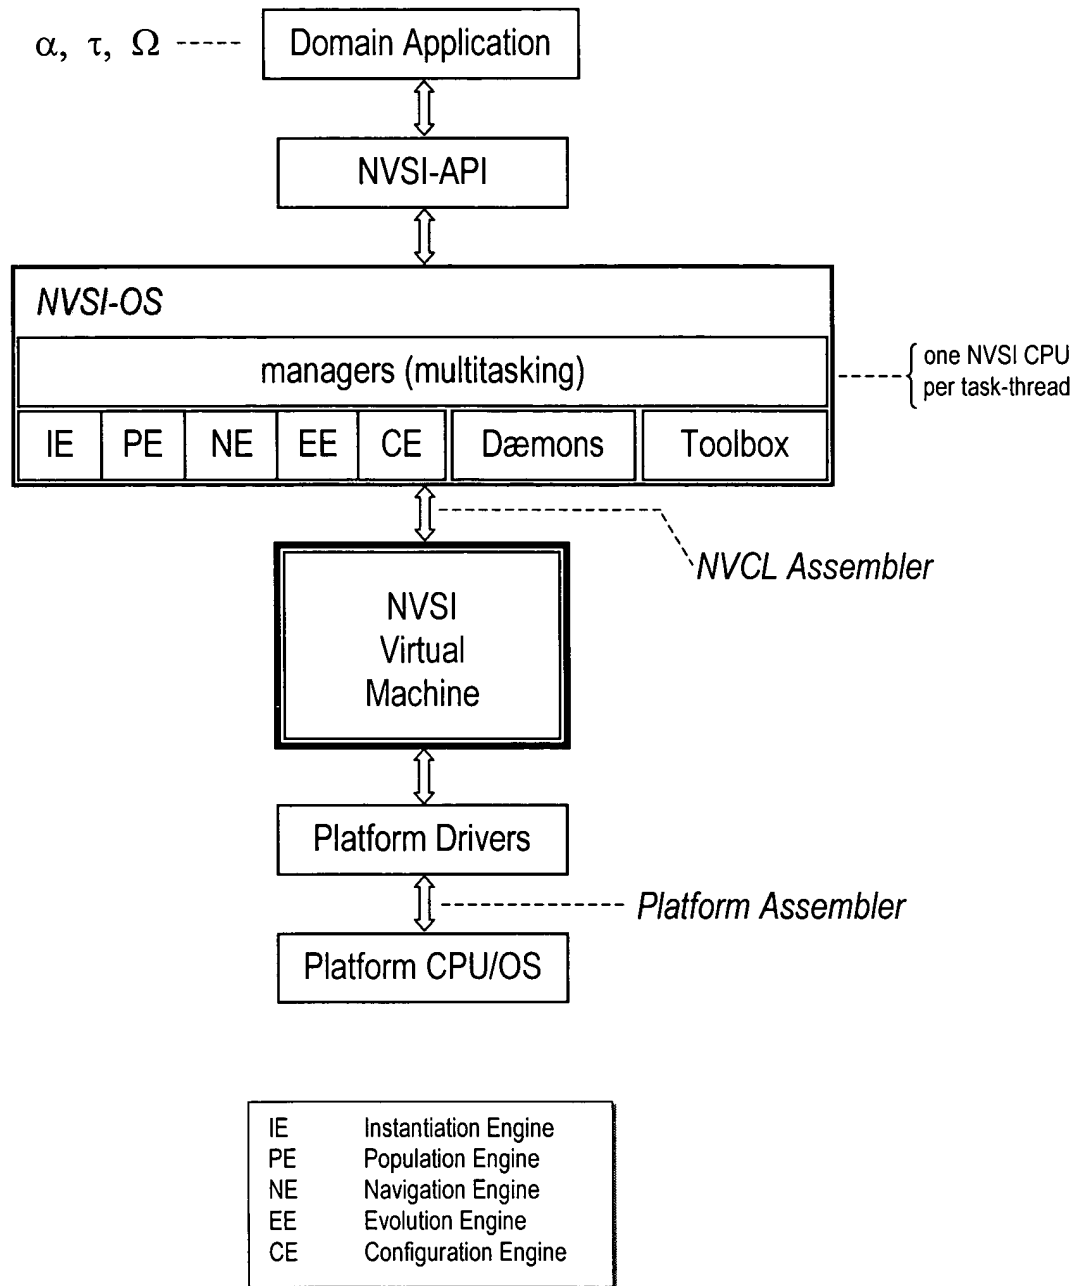 α, τ, Ω
Domain Application
NVSI-API
NVSI-OS
managers (multitasking)
one NVSI CPU
per task-thread
IE PE NE EE CE Dæmons Toolbox
NVCL Assembler
NVSI
Virtual
Machine
Platform Drivers
Platform Assembler
Platform CPU/OS
IE Instantiation Engine
PE Population Engine
NE Navigation Engine
EE Evolution Engine
CE Configuration Engine